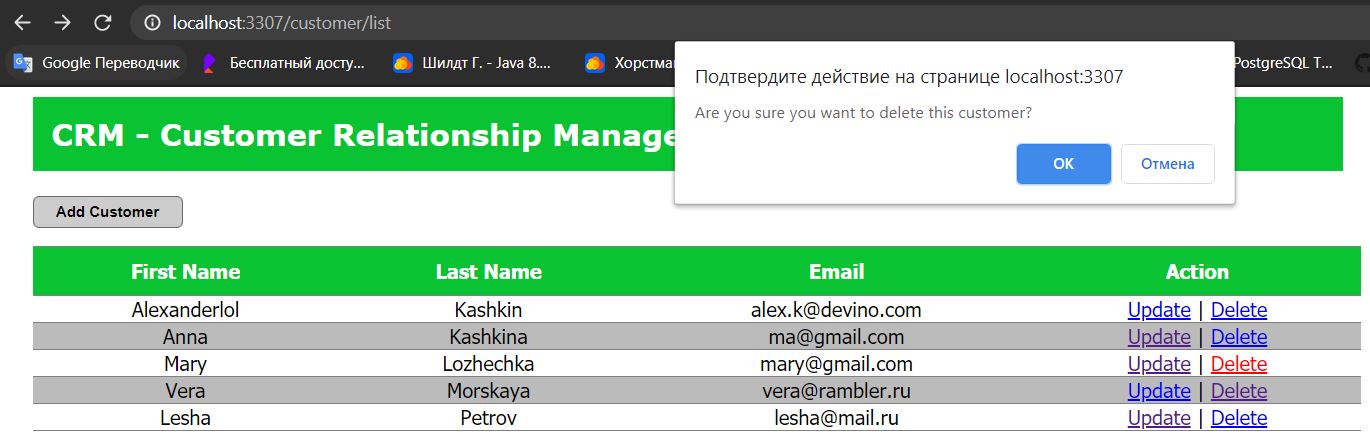 localhost:3307/customer/list
Google Переводчик Бесплатный досту... Шилдт Г. - Java 8.... Хорстман PostgreSQL T...
Подтвердите действие на странице localhost:3307
Are you sure you want to delete this customer?
OK Отмена
CRM - Customer Relationship Manage
Add Customer
First Name Last Name Email Action
Alexanderlol Kashkin alex.k@devino.com Update | Delete
Anna Kashkina ma@gmail.com Update | Delete
Mary Lozhechka mary@gmail.com Update | Delete
Vera Morskaya vera@rambler.ru Update | Delete
Lesha Petrov lesha@mail.ru Update | Delete